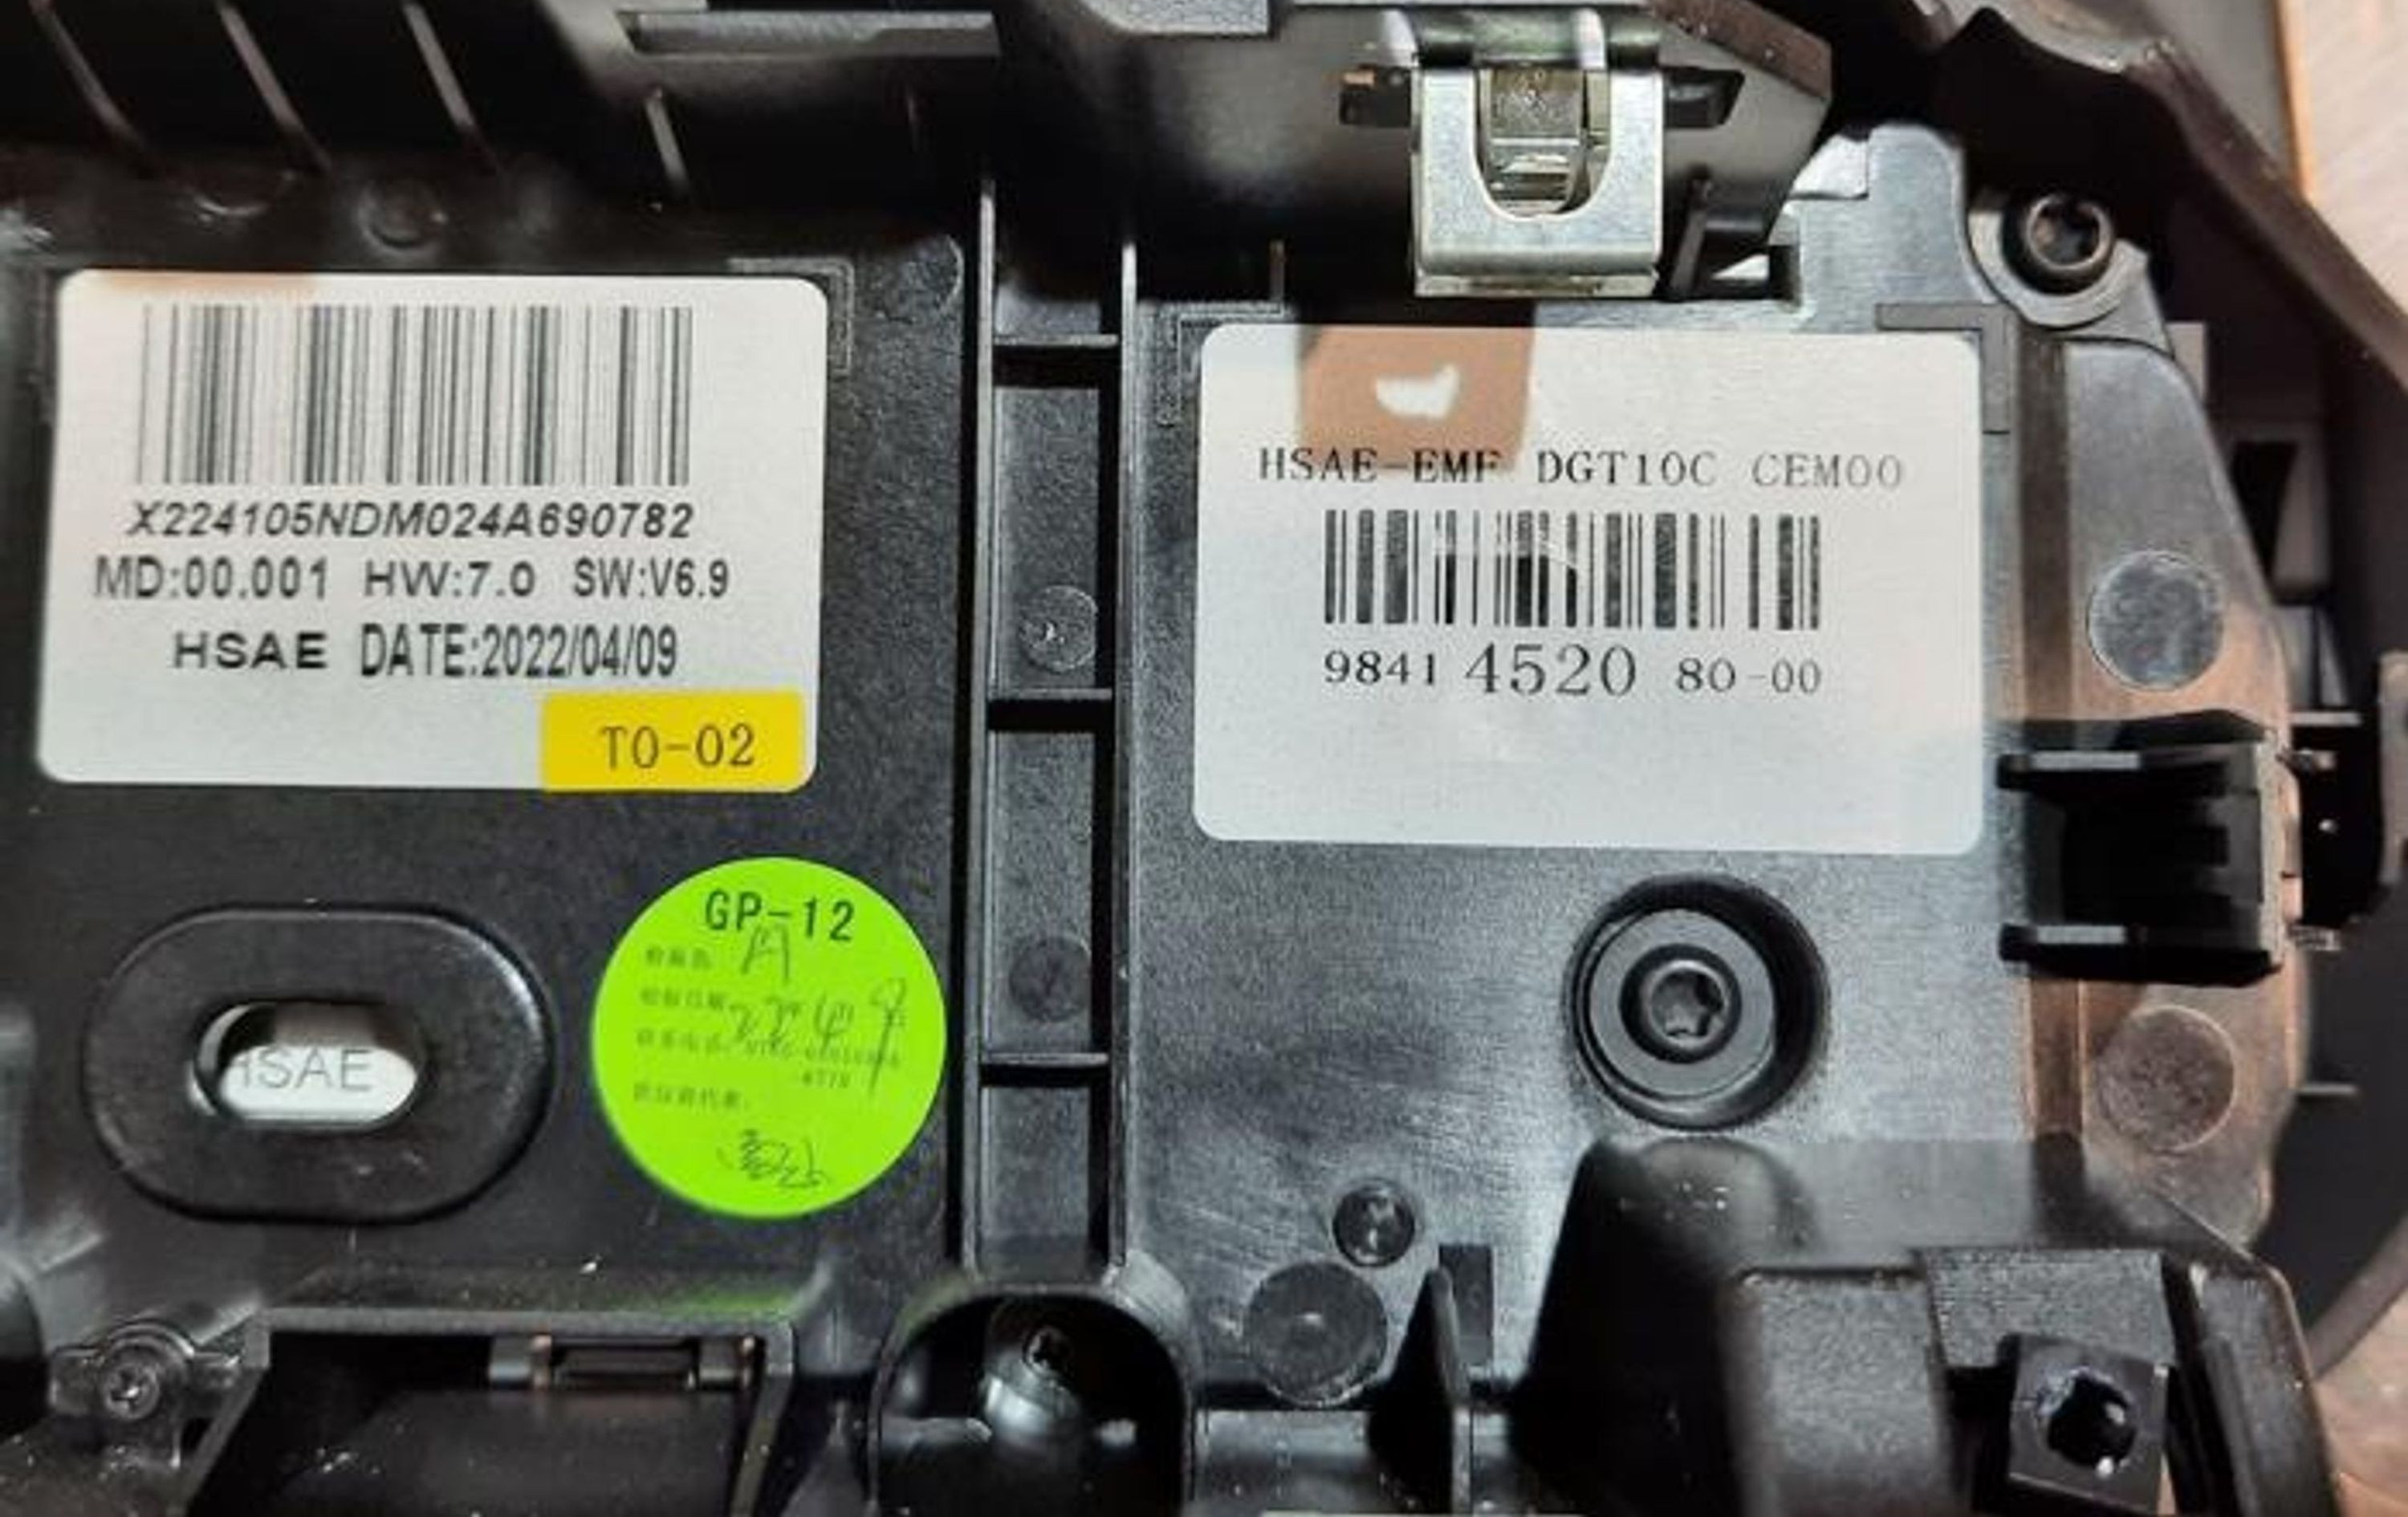 X224105NDM024A690782
MD:00.001 HW:7.0 SW:V6.9
HSAE DATE:2022/04/09
T0-02
HSAE-EMF DGT10C CEM00
9841 4520 80-00
GP-12
HSAE